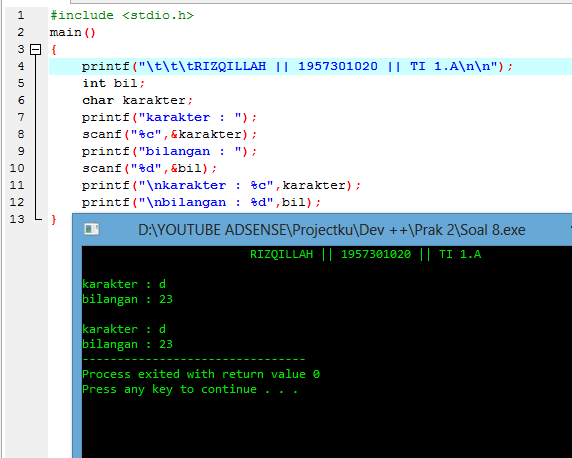 1 #include <stdio.h>
2 main()
3 {
4 printf("\t\t\tRIZQILLAH || 1957301020 || TI 1.A\n\n");
5 int bil;
6 char karakter;
7 printf("karakter : ");
8 scanf("%c",&karakter);
9 printf("bilangan : ");
10 scanf("%d",&bil);
11 printf("\nkarakter : %c",karakter);
12 printf("\nbilangan : %d",bil);
13 }
D:\YOUTUBE ADSENSE\Projectku\Dev ++\Prak 2\Soal 8.exe
RIZQILLAH || 1957301020 || TI 1.A
karakter : d
bilangan : 23
karakter : d
bilangan : 23
--------------------------------
Process exited with return value 0
Press any key to continue . . .